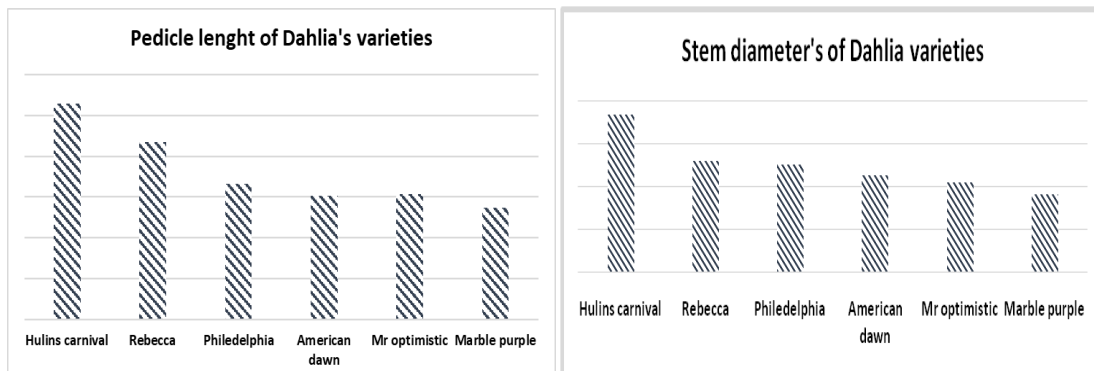 Pedicle lenght of Dahlia's varieties
Hulins carnival Rebecca Philedelphia American dawn Mr optimistic Marble purple
Stem diameter's of Dahlia varieties
Hulins carnival Rebecca Philedelphia American dawn Mr optimistic Marble purple